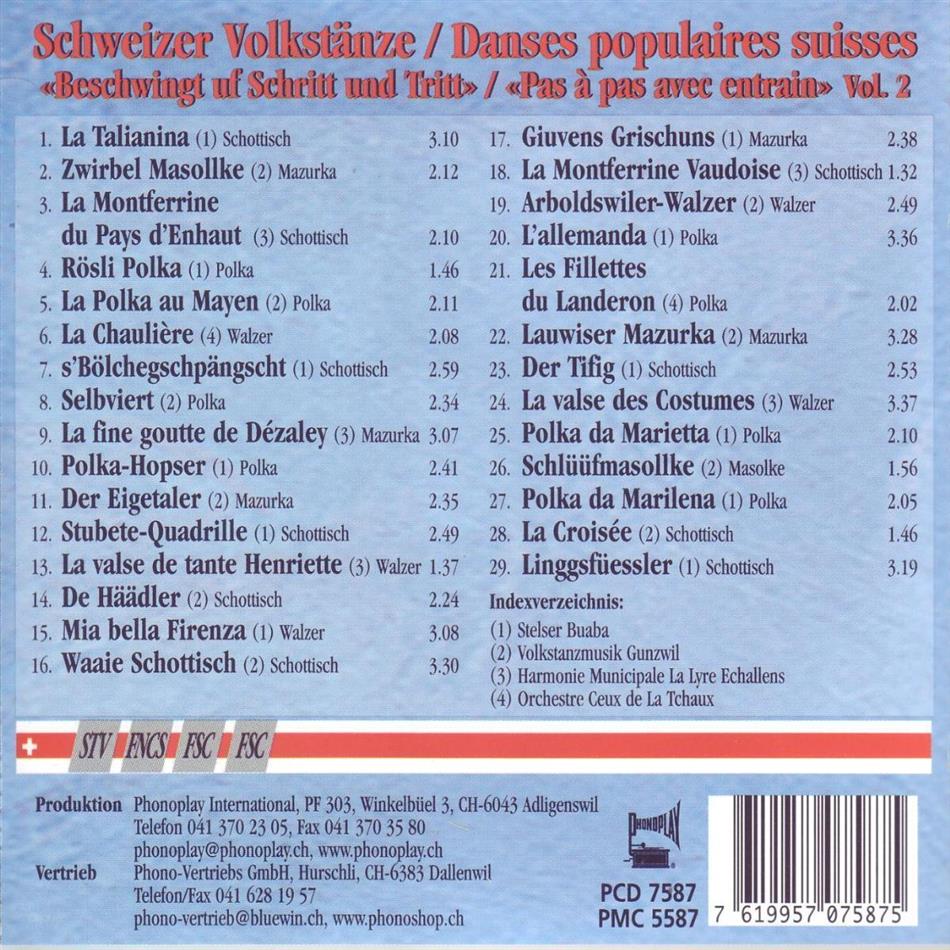 Schweizer Volkstänze / Danses populaires suisses
«Beschwingt uf Schritt und Tritt» / «Pas à pas avec entrain» Vol. 2
1. La Talianina (1) Schottisch 3.10
2. Zwirbel Masollke (2) Mazurka 2.12
3. La Montferrine
du Pays d'Enhaut (3) Schottisch 2.10
4. Rösli Polka (1) Polka 1.46
5. La Polka au Mayen (2) Polka 2.11
6. La Chaulière (4) Walzer 2.08
7. s'Bölchegschpängscht (1) Schottisch 2.59
8. Selbviert (2) Polka 2.34
9. La fine goutte de Dézaley (3) Mazurka 3.07
10. Polka-Hopser (1) Polka 2.41
11. Der Eigetaler (2) Mazurka 2.35
12. Stubete-Quadrille (1) Schottisch 2.49
13. La valse de tante Henriette (3) Walzer 1.37
14. De Häädler (2) Schottisch 2.24
15. Mia bella Firenza (1) Walzer 3.08
16. Waaie Schottisch (2) Schottisch 3.30
17. Giuvens Grischuns (1) Mazurka 2.38
18. La Montferrine Vaudoise (3) Schottisch 1.32
19. Arboldswiler-Walzer (2) Walzer 2.49
20. L'allemanda (1) Polka 3.36
21. Les Fillettes
du Landeron (4) Polka 2.02
22. Lauwiser Mazurka (2) Mazurka 3.28
23. Der Tifig (1) Schottisch 2.53
24. La valse des Costumes (3) Walzer 3.37
25. Polka da Marietta (1) Polka 2.10
26. Schlüüfmasollke (2) Masolke 1.56
27. Polka da Marilena (1) Polka 2.05
28. La Croisée (2) Schottisch 1.46
29. Linggsfüessler (1) Schottisch 3.19
Indexverzeichnis:
(1) Stelser Buaba
(2) Volkstanzmusik Gunzwil
(3) Harmonie Municipale La Lyre Echallens
(4) Orchestre Ceux de La Tchaux
STV FNCS FSC FSC
Produktion Phonoplay International, PF 303, Winkelbüel 3, CH-6043 Adligenswil
Telefon 041 370 23 05, Fax 041 370 35 80
phonoplay@phonoplay.ch, www.phonoplay.ch
Vertrieb Phono-Vertriebs GmbH, Hurschli, CH-6383 Dallenwil
Telefon/Fax 041 628 19 57
phono-vertrieb@bluewin.ch, www.phonoshop.ch
PHONOPLAY
PCD 7587
PMC 5587
7 619957 075875